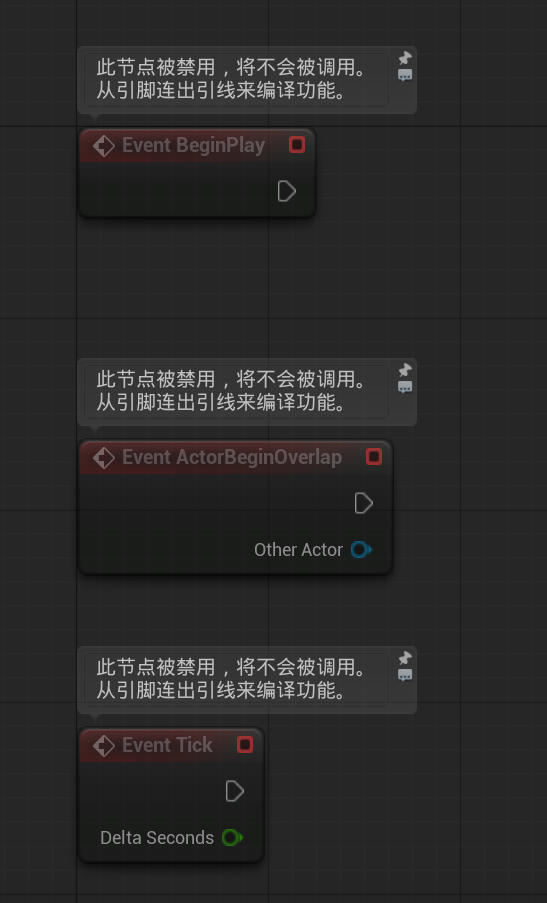 此节点被禁用，将不会被调用。
从引脚连出引线来编译功能。
Event BeginPlay
此节点被禁用，将不会被调用。
从引脚连出引线来编译功能。
Event ActorBeginOverlap
Other Actor
此节点被禁用，将不会被调用。
从引脚连出引线来编译功能。
Event Tick
Delta Seconds